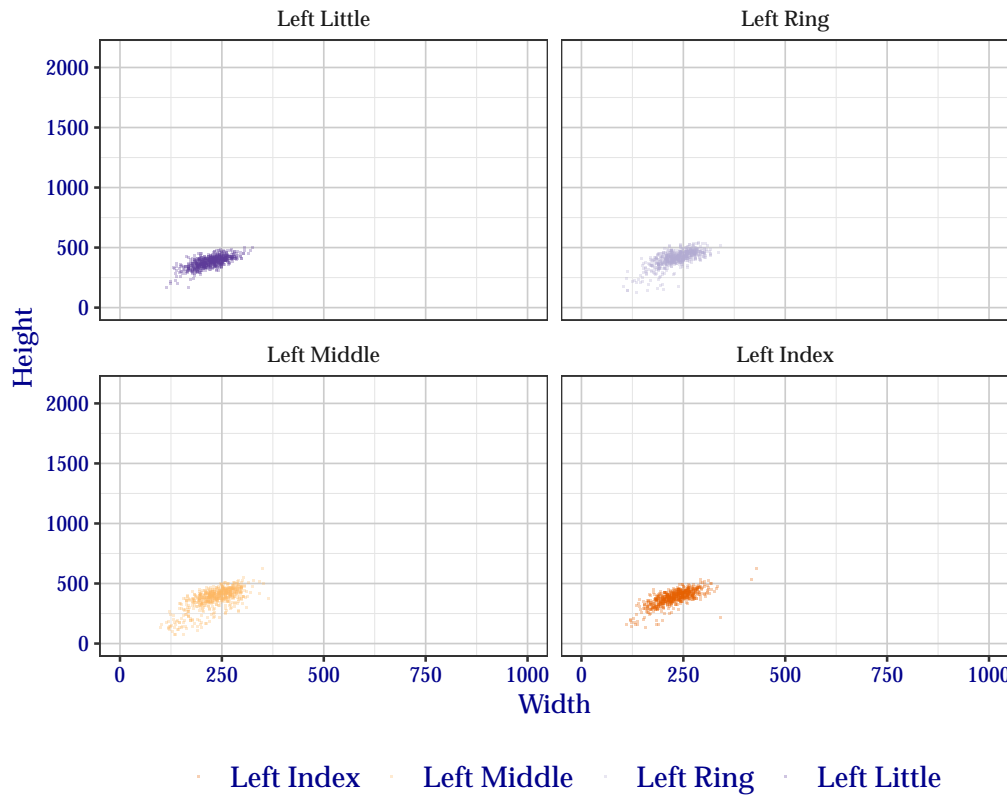 Left Little Left Ring
2000
1500
1000
500
0
Left Middle Left Index
2000
1500
1000
500
0
Height
0 250 500 750 1000 0 250 500 750 1000
Width
Left Index Left Middle Left Ring Left Little